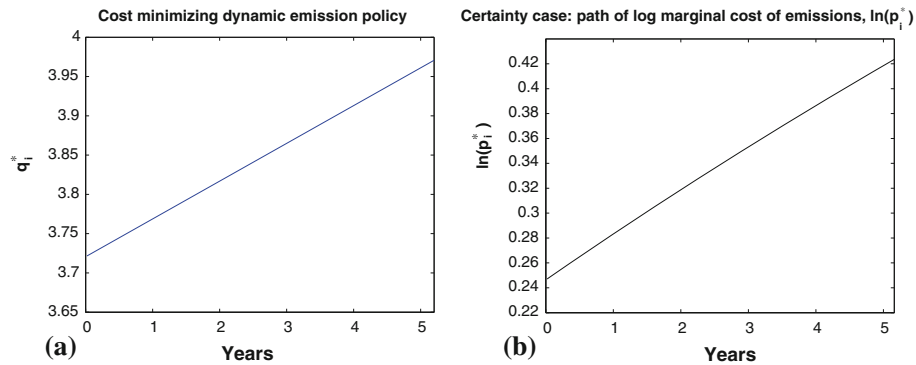 Cost minimizing dynamic emission policy
4
3.95
3.9
3.85
3.8
3.75
3.7
3.65
q*i
0 1 2 3 4 5
Years
(a)
Certainty case: path of log marginal cost of emissions, ln(p*i)
0.42
0.4
0.38
0.36
0.34
0.32
0.3
0.28
0.26
0.24
0.22
ln(p*i)
0 1 2 3 4 5
Years
(b)